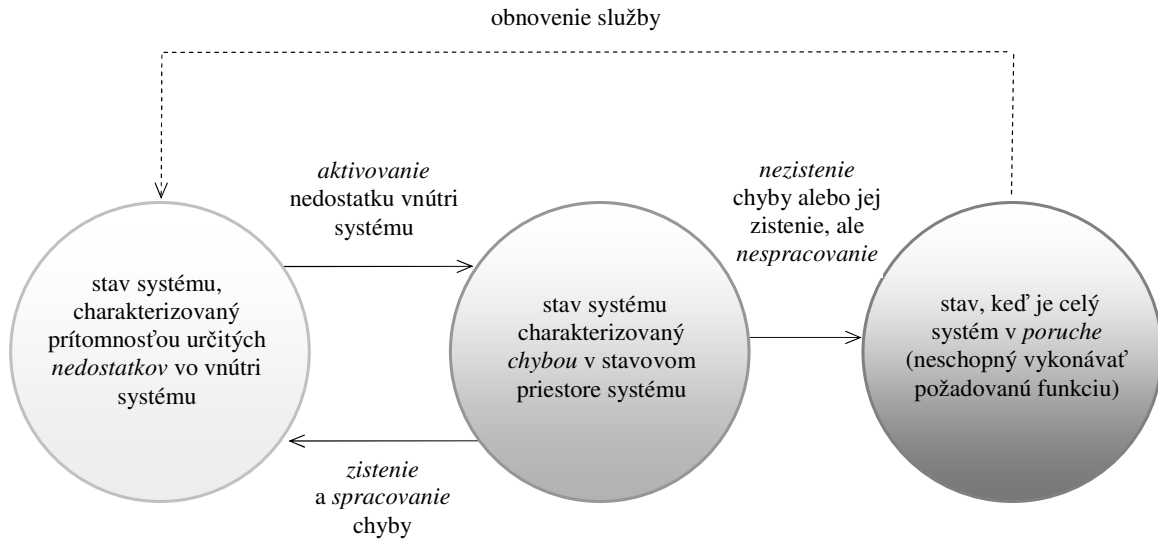 obnovenie služby
aktivovanie
nedostatku vnútri
systému
nezistenie
chyby alebo jej
zistenie, ale
nespracovanie
stav systému,
charakterizovaný
prítomnosťou určitých
nedostatkov vo vnútri
systému
stav systému
charakterizovaný
chybou v stavovom
priestore systému
stav, keď je celý
systém v poruche
(neschopný vykonávať
požadovanú funkciu)
zistenie
a spracovanie
chyby